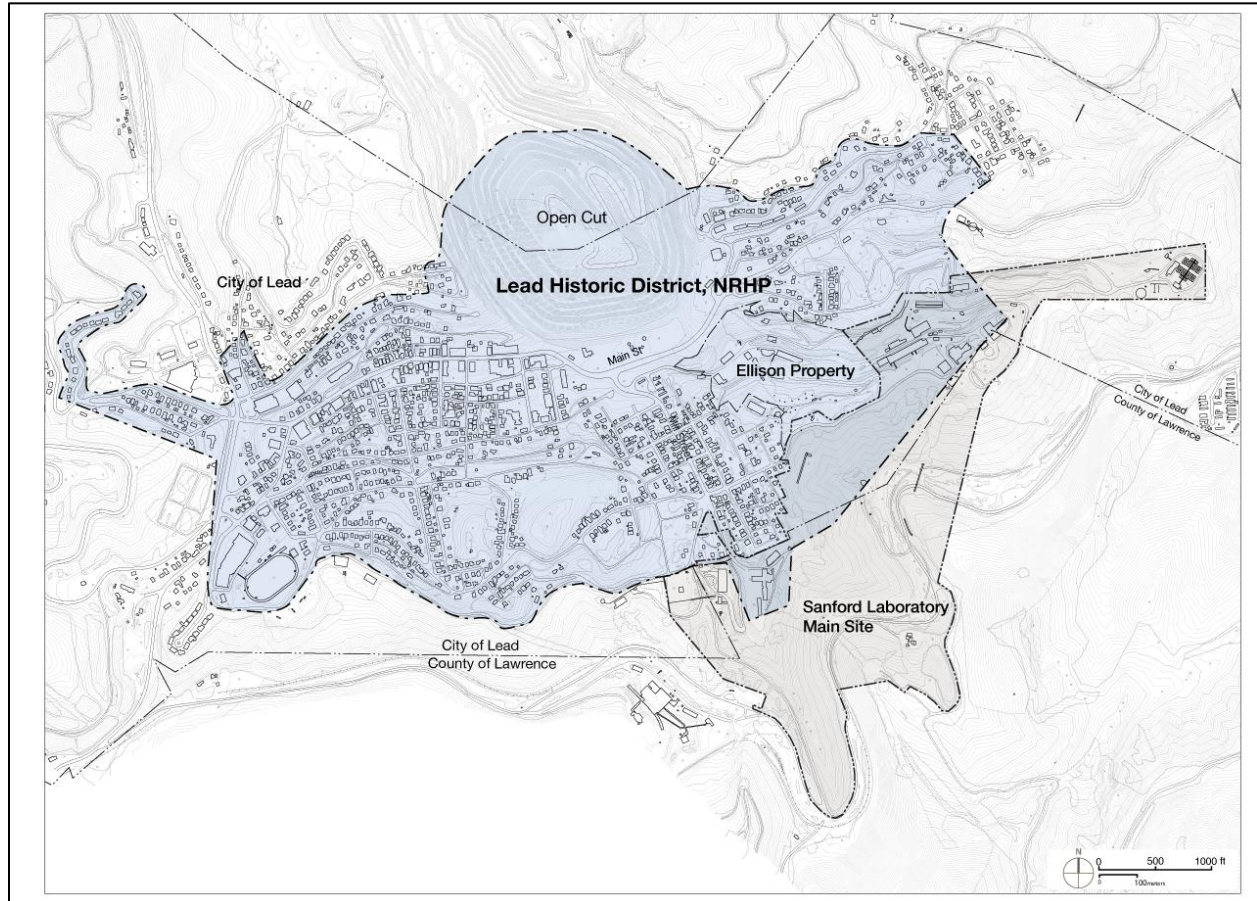 Open Cut
City of Lead
Lead Historic District, NRHP
Main St
Ellison Property
City of Lead
County of Lawrence
Sanford Laboratory
Main Site
City of Lead
County of Lawrence
N
0 500 1000 ft
0 100meters